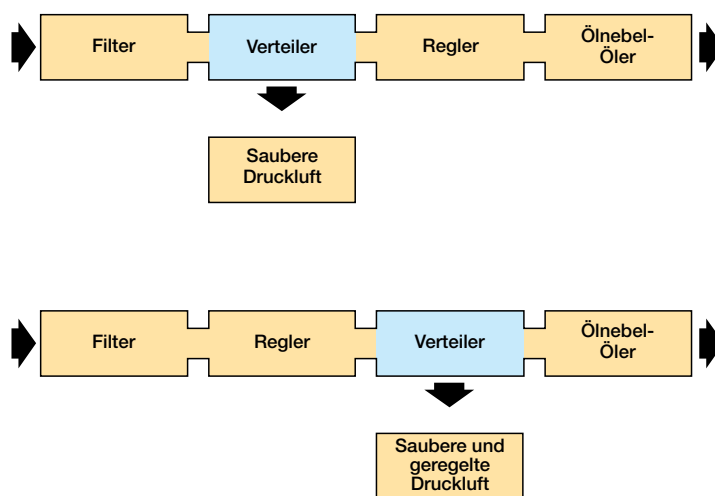 Filter
Verteiler
Regler
Ölnebel-
Öler
Saubere
Druckluft
Filter
Regler
Verteiler
Ölnebel-
Öler
Saubere und
geregelte
Druckluft